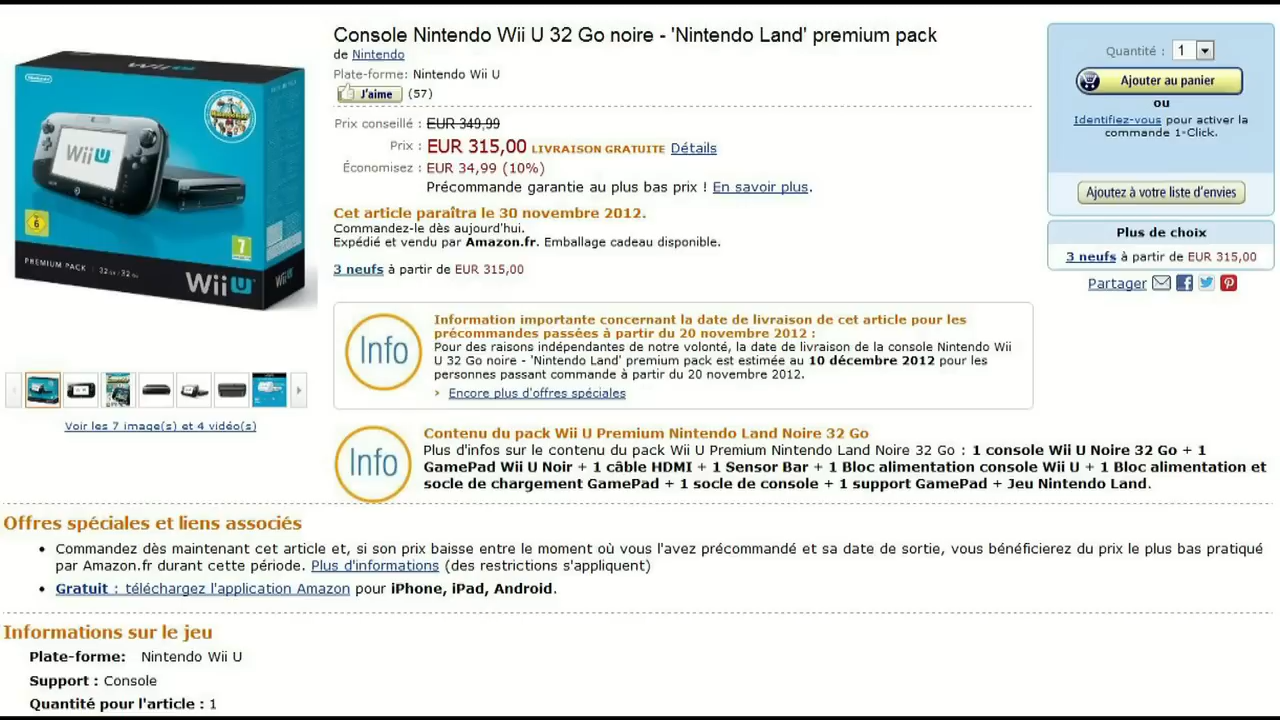 Console Nintendo Wii U 32 Go noire - 'Nintendo Land' premium pack
de Nintendo
Plate-forme: Nintendo Wii U
J'aime (57)
Prix conseillé : EUR 349,99
Prix : EUR 315,00 LIVRAISON GRATUITE Détails
Économisez : EUR 34,99 (10%)
Précommande garantie au plus bas prix ! En savoir plus.
Cet article paraîtra le 30 novembre 2012.
Commandez-le dès aujourd'hui.
Expédié et vendu par Amazon.fr. Emballage cadeau disponible.
3 neufs à partir de EUR 315,00
Quantité : 1
Ajouter au panier
ou
Identifiez-vous pour activer la
commande 1-Click.
Ajoutez à votre liste d'envies
Plus de choix
3 neufs à partir de EUR 315,00
Partager
Nintendo
Wii U
Wii U
6
7
PREMIUM PACK 32
Wii U
Wii U
Voir les 7 image(s) et 4 vidéo(s)
Info
Information importante concernant la date de livraison de cet article pour les
précommandes passées à partir du 20 novembre 2012 :
Pour des raisons indépendantes de notre volonté, la date de livraison de la console Nintendo Wii
U 32 Go noire - 'Nintendo Land' premium pack est estimée au 10 décembre 2012 pour les
personnes passant commande à partir du 20 novembre 2012.
› Encore plus d'offres spéciales
Info
Contenu du pack Wii U Premium Nintendo Land Noire 32 Go
Plus d'infos sur le contenu du pack Wii U Premium Nintendo Land Noire 32 Go : 1 console Wii U Noire 32 Go + 1
GamePad Wii U Noir + 1 câble HDMI + 1 Sensor Bar + 1 Bloc alimentation console Wii U + 1 Bloc alimentation et
socle de chargement GamePad + 1 socle de console + 1 support GamePad + Jeu Nintendo Land.
Offres spéciales et liens associés
• Commandez dès maintenant cet article et, si son prix baisse entre le moment où vous l'avez précommandé et sa date de sortie, vous bénéficierez du prix le plus bas pratiqué
par Amazon.fr durant cette période. Plus d'informations (des restrictions s'appliquent)
• Gratuit : téléchargez l'application Amazon pour iPhone, iPad, Android.
Informations sur le jeu
Plate-forme: Nintendo Wii U
Support : Console
Quantité pour l'article : 1